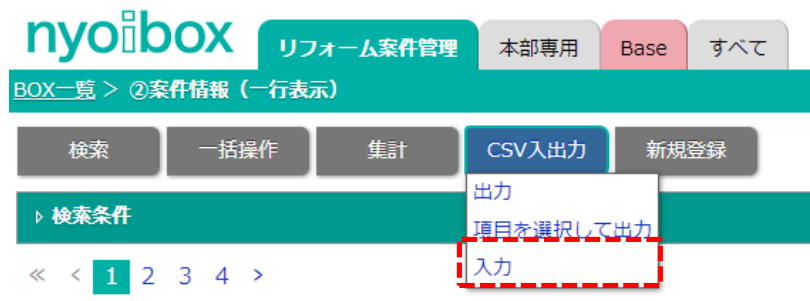 nyoibox
リフォーム案件管理 本部専用 Base すべて
BOX一覧 > ②案件情報（一行表示）
検索 一括操作 集計 CSV入出力 新規登録
出力
▹ 検索条件
項目を選択して出力
入力
≪ < 1 2 3 4 >